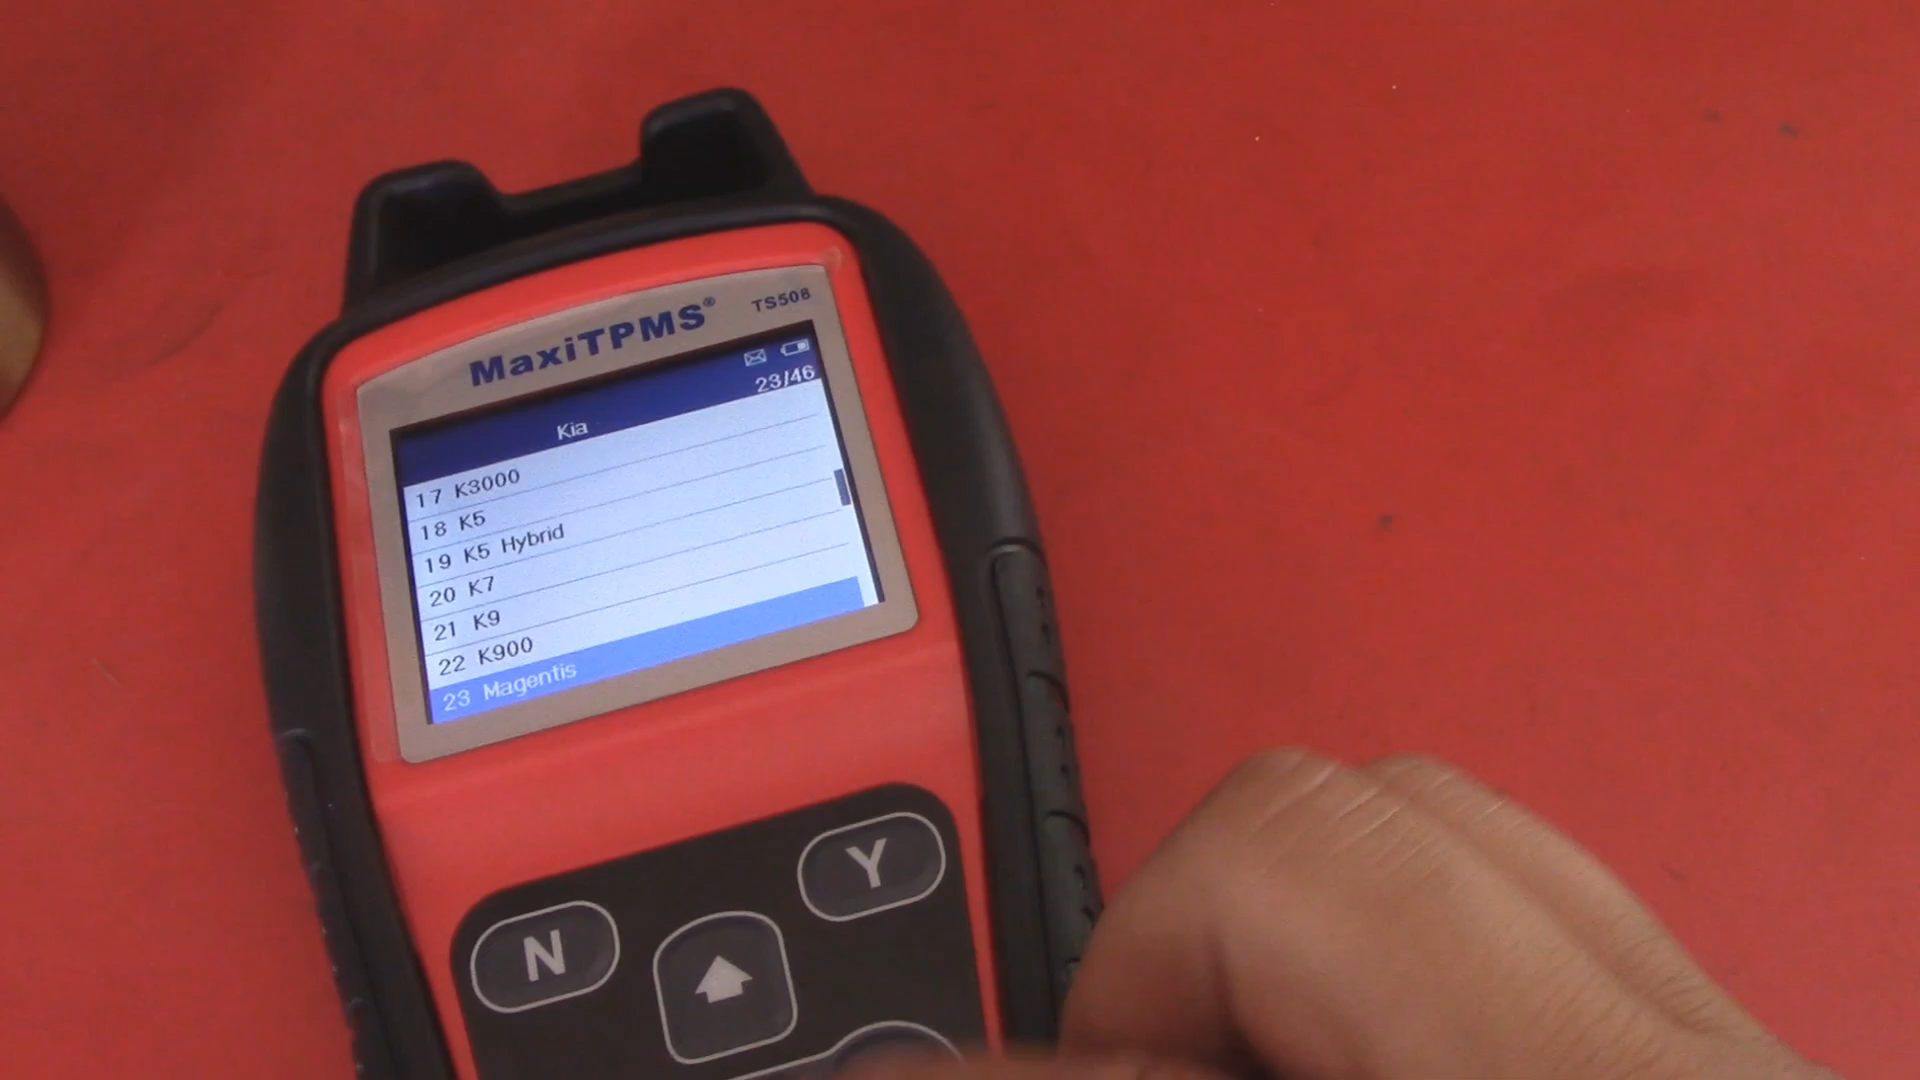 MaxiTPMS® TS508
23/46
Kia
17 K3000
18 K5
19 K5 Hybrid
20 K7
21 K9
22 K900
23 Magentis
N
Y